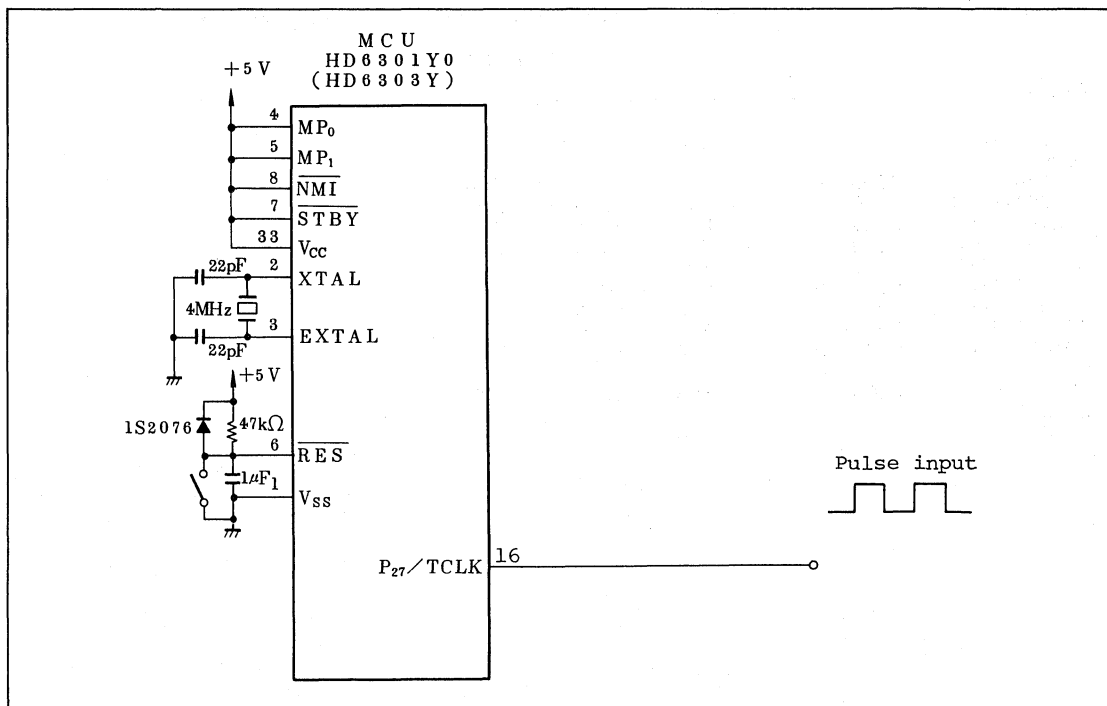 MCU
HD6301Y0
(HD6303Y)
+5V
4
MP₀
5
MP₁
8
NMI
7
STBY
33
VCC
22pF
2
XTAL
4MHz
3
EXTAL
22pF
+5V
1S2076
47kΩ
6
RES
1μF
1
VSS
Pulse input
P₂₇/TCLK
16